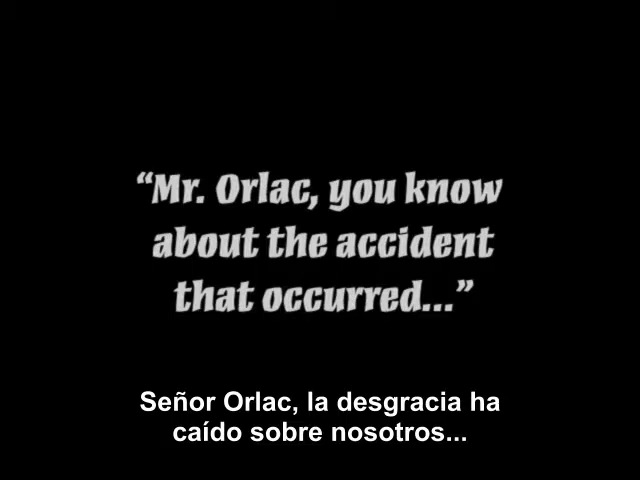 “Mr. Orlac, you know
about the accident
that occurred...”
Señor Orlac, la desgracia ha
caído sobre nosotros...